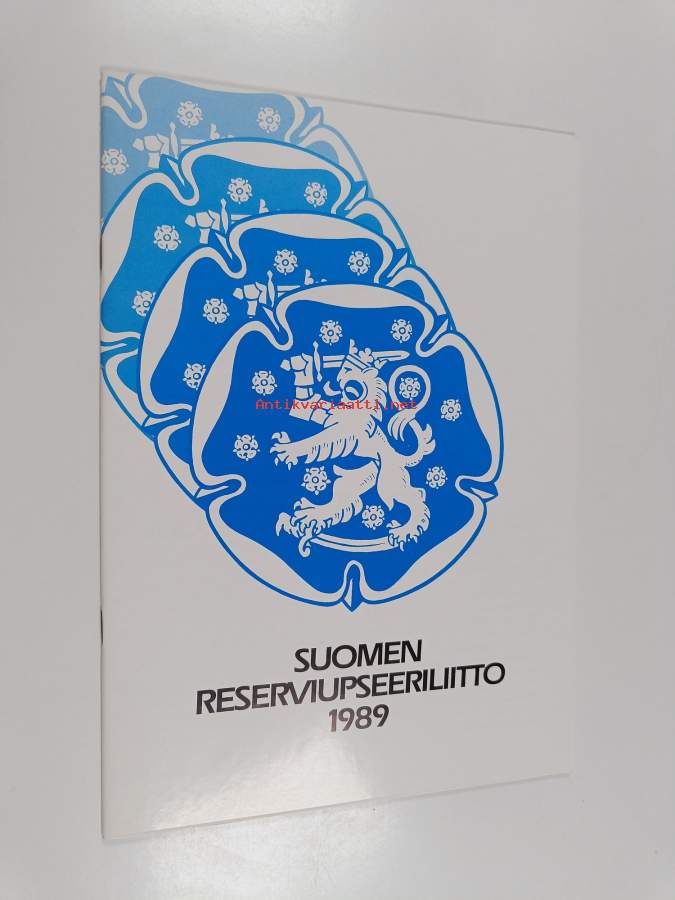 Antikvariaatti.net
SUOMEN
RESERVIUPSEERILIITTO
1989